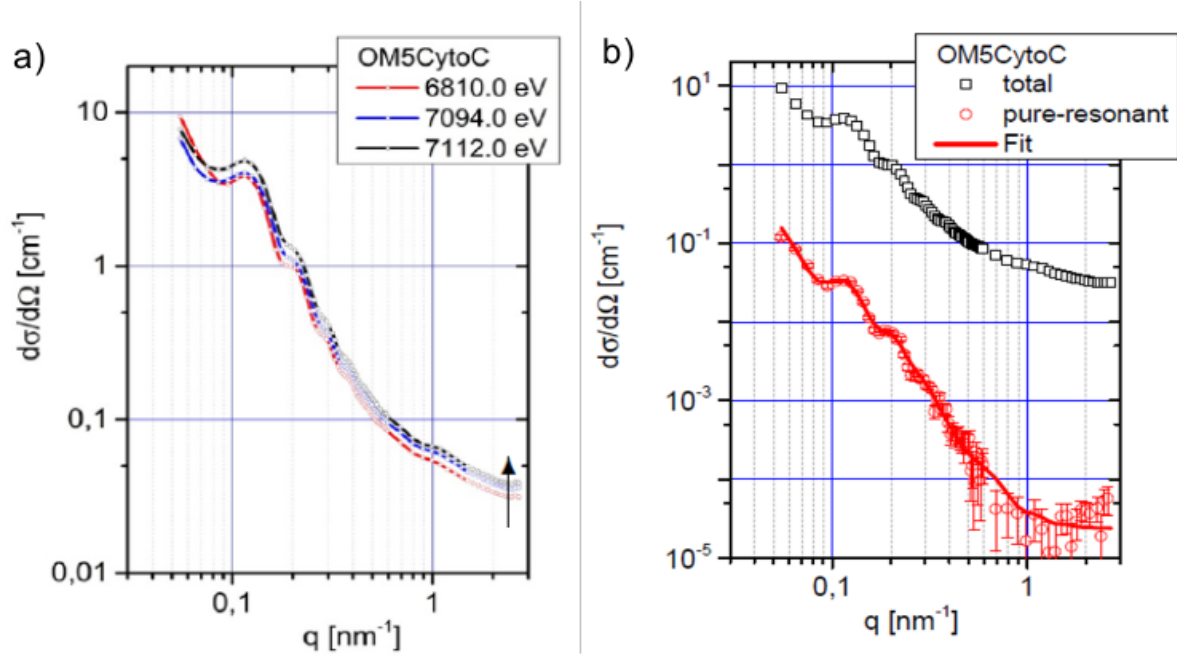 a)
OM5CytoC
6810.0 eV
7094.0 eV
7112.0 eV
10
1
0,1
0,01
dσ/dΩ [cm⁻¹]
0,1
1
q [nm⁻¹]
b)
OM5CytoC
total
pure-resonant
Fit
10¹
10⁻¹
10⁻³
10⁻⁵
dσ/dΩ [cm⁻¹]
0,1
1
q [nm⁻¹]